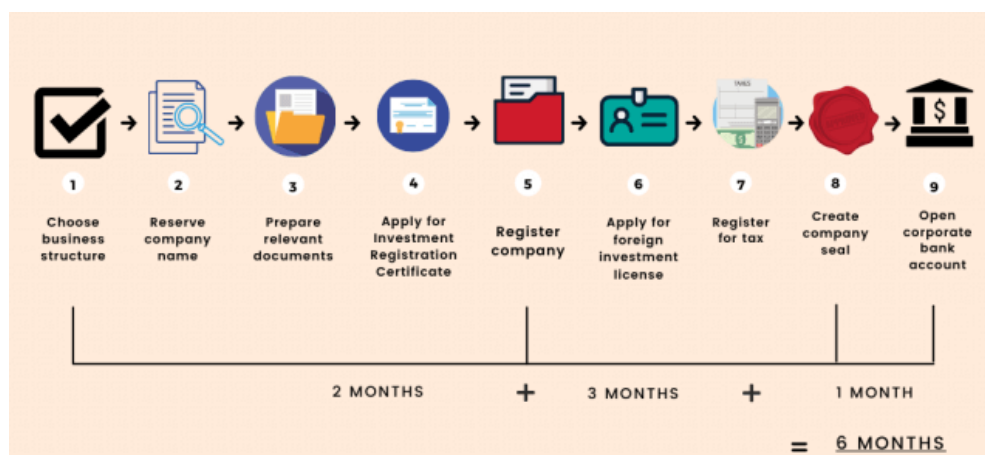 1
Choose
business
structure
2
Reserve
company
name
3
Prepare
relevant
documents
4
Apply for
Investment
Registration
Certificate
5
Register
company
6
Apply for
foreign
investment
license
TAXES
7
Register
for tax
8
Create
company
seal
$
9
Open
corporate
bank
account
2 MONTHS + 3 MONTHS + 1 MONTH
= 6 MONTHS